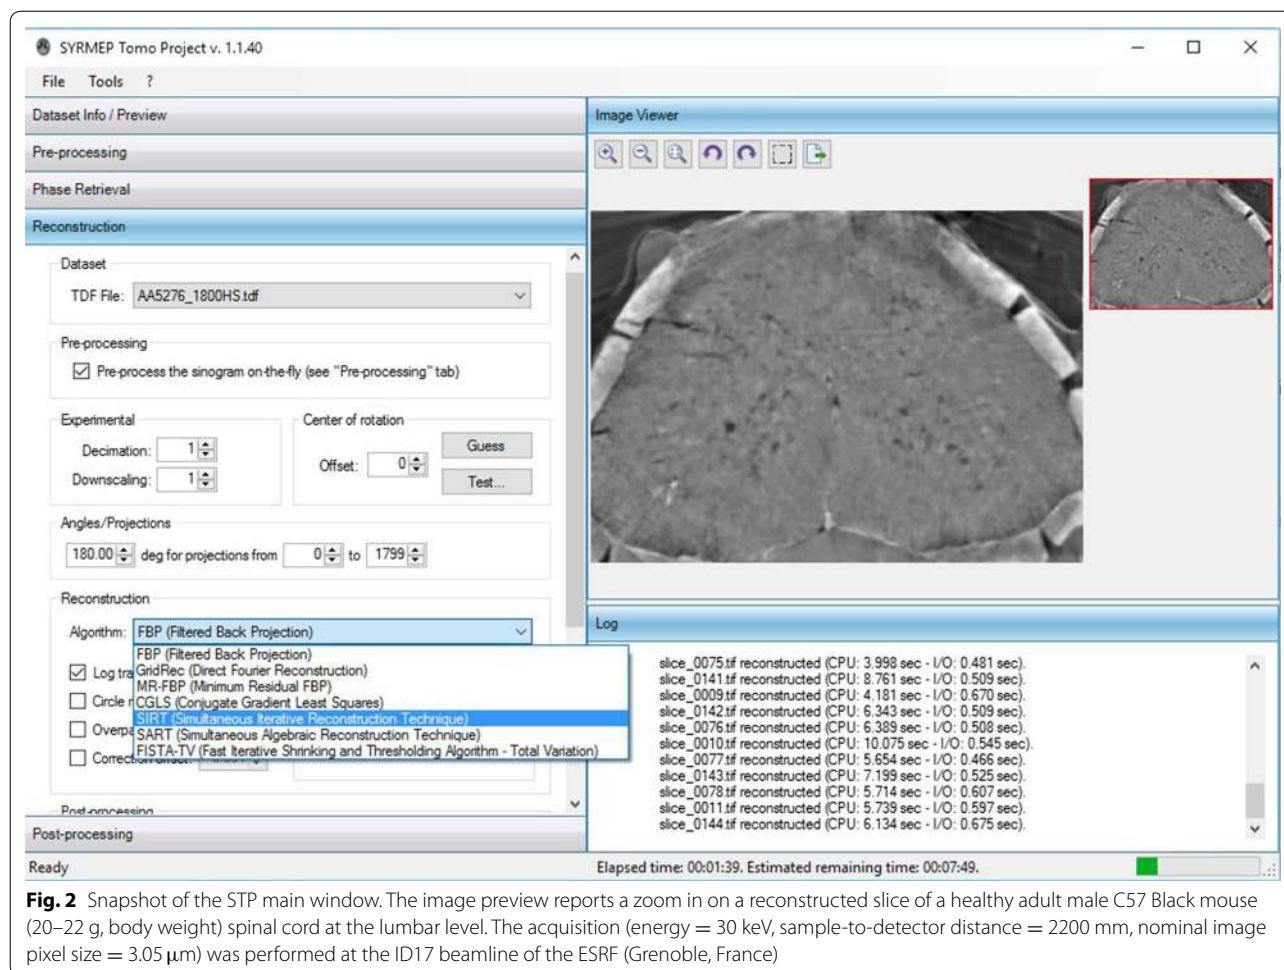 SYRMEP Tomo Project v. 1.1.40
File Tools ?
Dataset Info / Preview
Pre-processing
Phase Retrieval
Reconstruction
Dataset
TDF File: AA5276_1800HS.tdf
Pre-processing
Pre-process the sinogram on-the-fly (see "Pre-processing" tab)
Experimental
Decimation: 1
Downscaling: 1
Center of rotation
Offset: 0
Guess
Test...
Angles/Projections
180.00 deg for projections from 0 to 1799
Reconstruction
Algorithm: FBP (Filtered Back Projection)
FBP (Filtered Back Projection)
GridRec (Direct Fourier Reconstruction)
MR-FBP (Minimum Residual FBP)
CGLS (Conjugate Gradient Least Squares)
SIRT (Simultaneous Iterative Reconstruction Technique)
SART (Simultaneous Algebraic Reconstruction Technique)
FISTA-TV (Fast Iterative Shrinking and Thresholding Algorithm - Total Variation)
Log tra
Circle
Overpa
Correction offset:
Post-processing
Post-processing
Ready
Image Viewer
Log
slice_0075.tif reconstructed (CPU: 3.998 sec - I/O: 0.481 sec).
slice_0141.tif reconstructed (CPU: 8.761 sec - I/O: 0.509 sec).
slice_0009.tif reconstructed (CPU: 4.181 sec - I/O: 0.670 sec).
slice_0142.tif reconstructed (CPU: 6.343 sec - I/O: 0.509 sec).
slice_0076.tif reconstructed (CPU: 6.389 sec - I/O: 0.508 sec).
slice_0010.tif reconstructed (CPU: 10.075 sec - I/O: 0.545 sec).
slice_0077.tif reconstructed (CPU: 5.654 sec - I/O: 0.466 sec).
slice_0143.tif reconstructed (CPU: 7.199 sec - I/O: 0.525 sec).
slice_0078.tif reconstructed (CPU: 5.714 sec - I/O: 0.607 sec).
slice_0011.tif reconstructed (CPU: 5.739 sec - I/O: 0.597 sec).
slice_0144.tif reconstructed (CPU: 6.134 sec - I/O: 0.675 sec).
Elapsed time: 00:01:39. Estimated remaining time: 00:07:49.
Fig. 2 Snapshot of the STP main window. The image preview reports a zoom in on a reconstructed slice of a healthy adult male C57 Black mouse
(20–22 g, body weight) spinal cord at the lumbar level. The acquisition (energy = 30 keV, sample-to-detector distance = 2200 mm, nominal image
pixel size = 3.05 μm) was performed at the ID17 beamline of the ESRF (Grenoble, France)